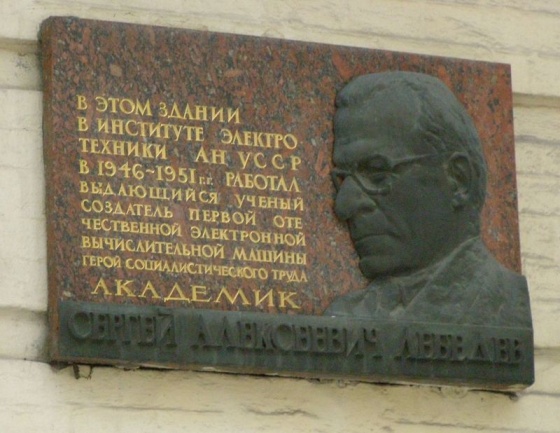 В ЭТОМ ЗДАНИИ
В ИНСТИТУТЕ ЭЛЕКТРО
ТЕХНИКИ АН УССР
В 1946-1951 г.г. РАБОТАЛ
ВЫДАЮЩИЙСЯ УЧЕНЫЙ
СОЗДАТЕЛЬ ПЕРВОЙ ОТЕ
ЧЕСТВЕННОЙ ЭЛЕКТРОННОЙ
ВЫЧИСЛИТЕЛЬНОЙ МАШИНЫ
ГЕРОЙ СОЦИАЛИСТИЧЕСКОГО ТРУДА
АКАДЕМИК
СЕРГЕЙ АЛЕКСЕЕВИЧ ЛЕБЕДЕВ